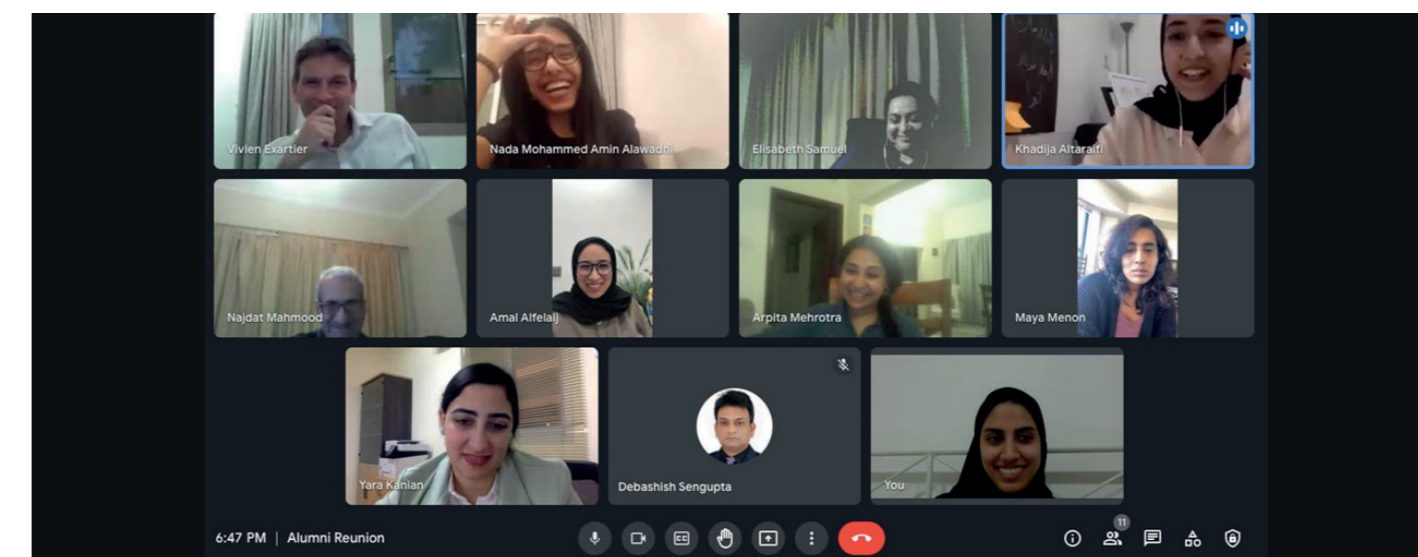 Vivien Exartier
Nada Mohammed Amin Alawadhi
Elisabeth Samuel
Khadija Altaraifi
Najdat Mahmood
Amal Alfelaij
Arpita Mehrotra
Maya Menon
Yara Kanian
Debashish Sengupta
You
6:47 PM | Alumni Reunion
CC
11